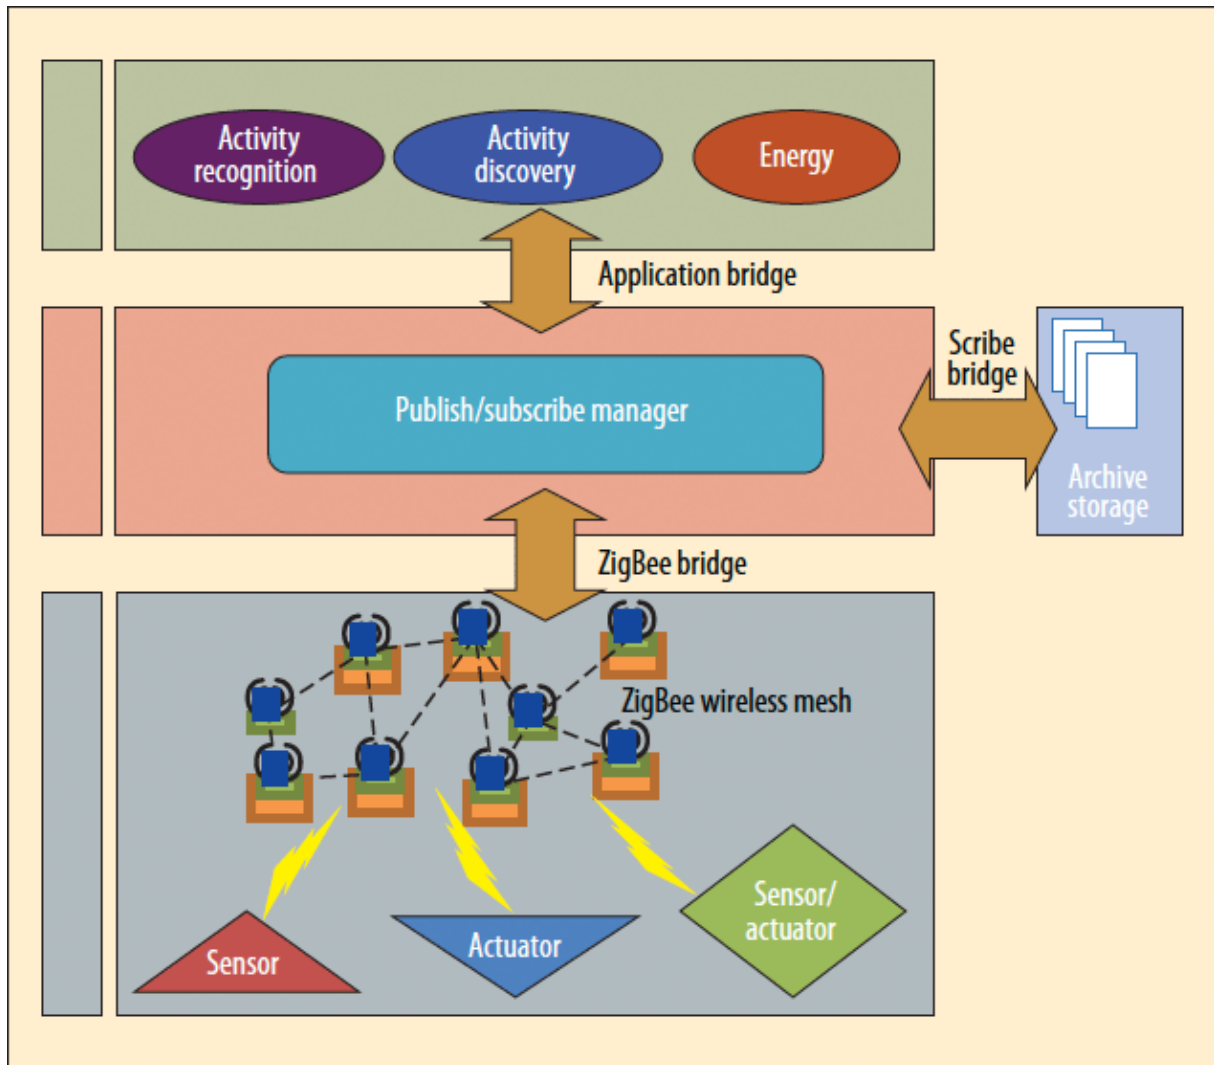 Activity
recognition
Activity
discovery
Energy
Application bridge
Scribe
bridge
Publish/subscribe manager
Archive
storage
ZigBee bridge
ZigBee wireless mesh
Sensor
Actuator
Sensor/
actuator